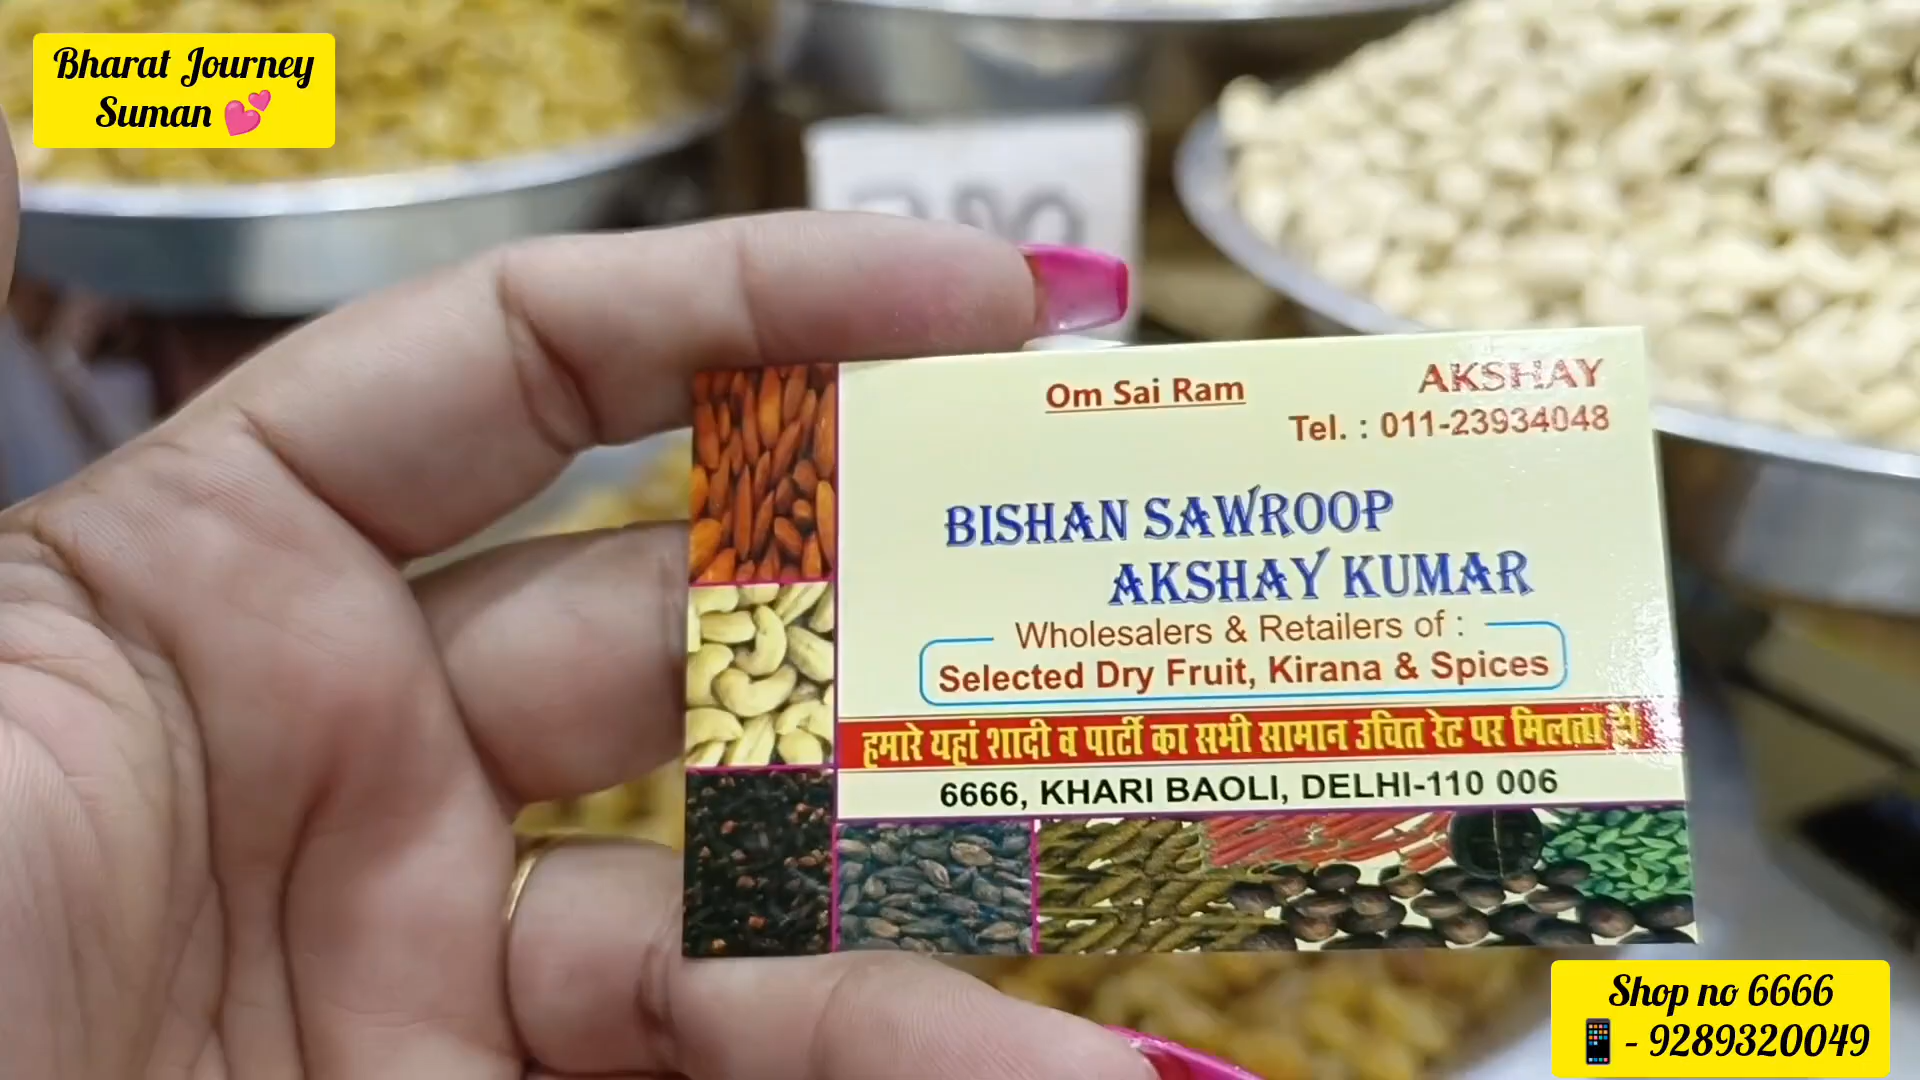 Bharat Journey
Suman 💕
Om Sai Ram
AKSHAY
Tel. : 011-23934048
BISHAN SAWROOP
AKSHAY KUMAR
Wholesalers & Retailers of :
Selected Dry Fruit, Kirana & Spices
हमारे यहां शादी व पार्टी का सभी सामान उचित रेट पर मिलता है।
6666, KHARI BAOLI, DELHI-110 006
Shop no 6666
📱- 9289320049